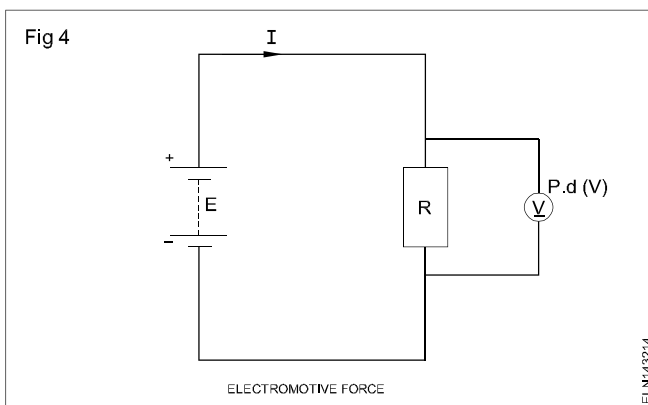 Fig 4
I
+
E
–
R
P.d (V)
V
ELECTROMOTIVE FORCE
ELN143214